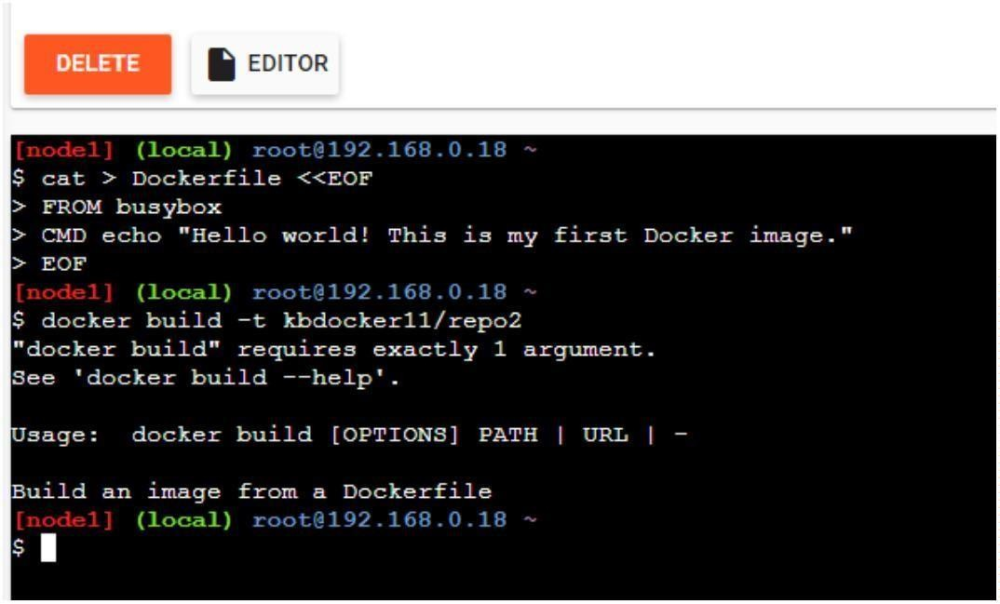 DELETE EDITOR
[node1] (local) root@192.168.0.18 ~
$ cat > Dockerfile <<EOF
> FROM busybox
> CMD echo "Hello world! This is my first Docker image."
> EOF
[node1] (local) root@192.168.0.18 ~
$ docker build -t kbdocker11/repo2
"docker build" requires exactly 1 argument.
See 'docker build --help'.
Usage:  docker build [OPTIONS] PATH | URL | -
Build an image from a Dockerfile
[node1] (local) root@192.168.0.18 ~
$